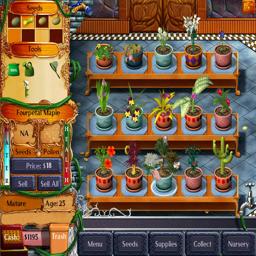 Seeds
Tools
Fourpetal Maple
NA
Seeds
Pollen
Price: $18
Sell
Sell All
Mature
Age: 25
Cash: $1195
Trash
Menu
Seeds
Supplies
Collect
Nursery